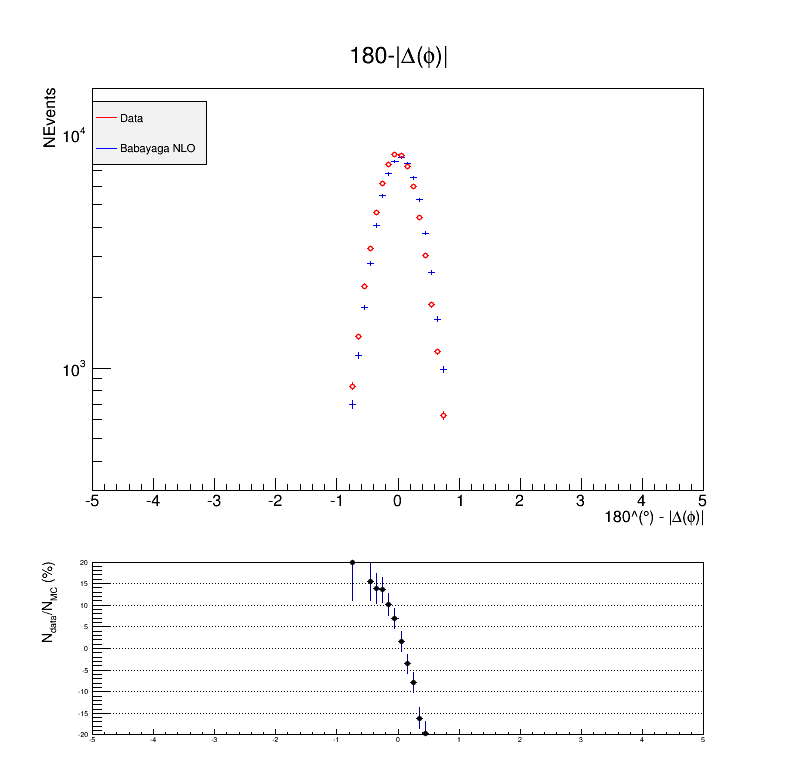 180-|Δ(ϕ)|
NEvents
Data
Babayaga NLO
10^4
10^3
-5 -4 -3 -2 -1 0 1 2 3 4 5
180^(°) - |Δ(ϕ)|
N_data/N_MC (%)
20
15
10
5
0
-5
-10
-15
-20
-5 -4 -3 -2 -1 0 1 2 3 4 5